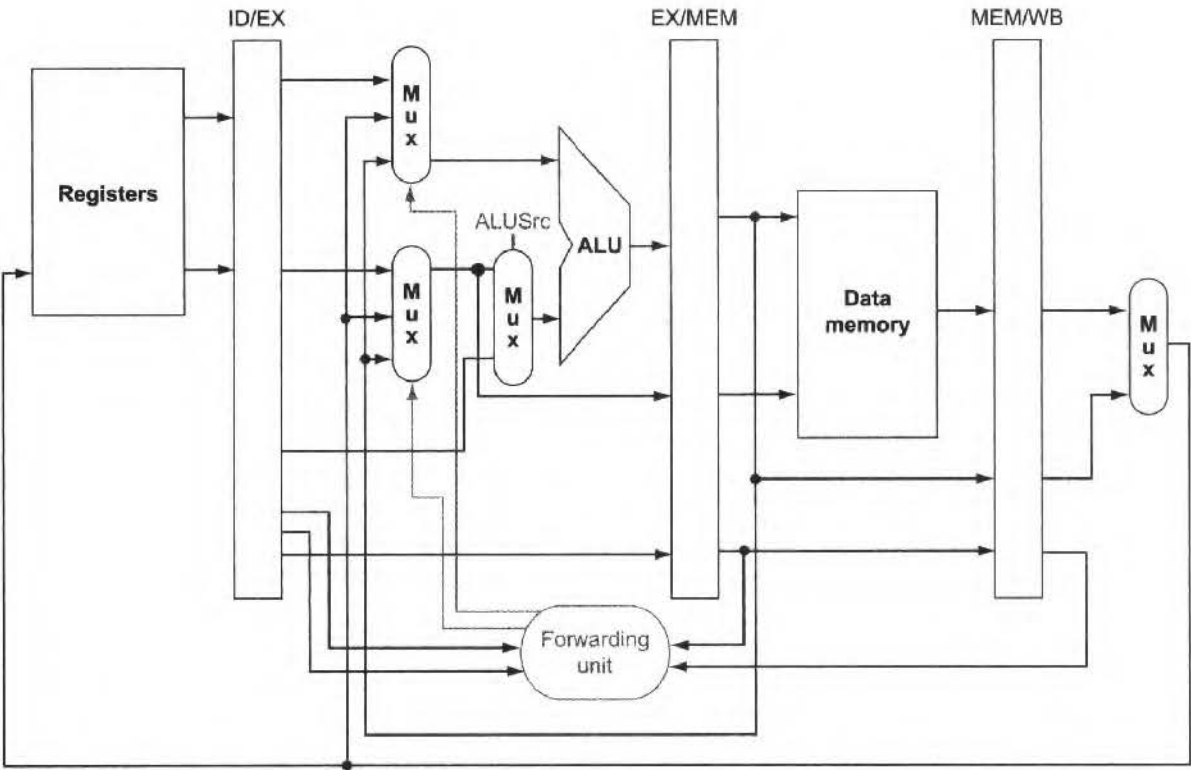 ID/EX
EX/MEM
MEM/WB
M
u
x
Registers
ALUSrc
ALU
M
u
x
M
u
x
Data
memory
M
u
x
Forwarding
unit